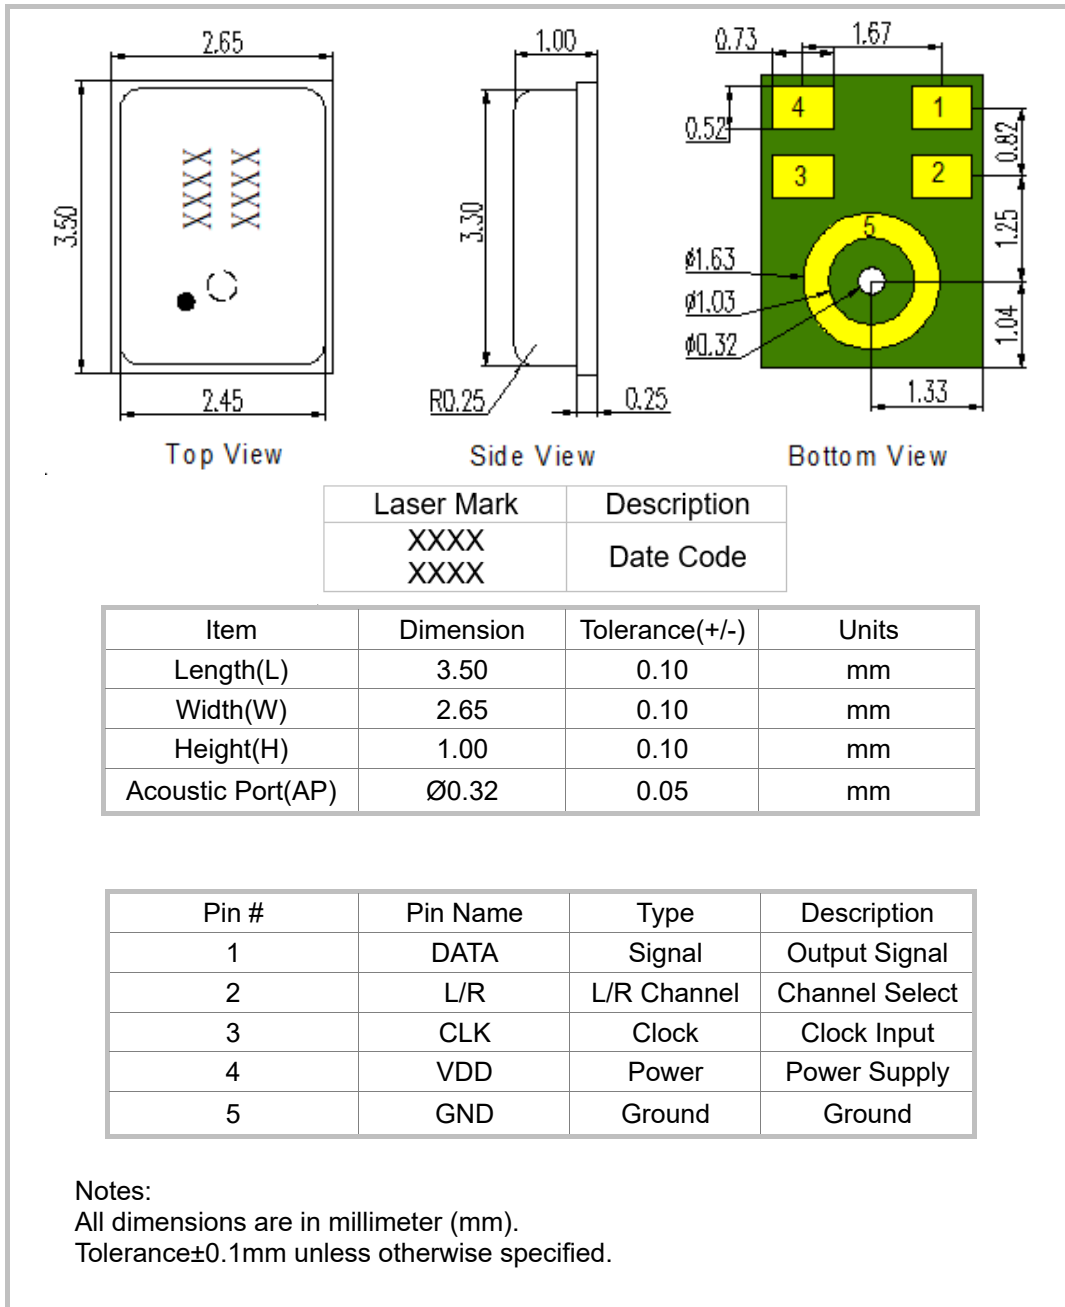 2.65
1.00
0.73
1.67
4
1
0.52
0.82
3
2
XXXX
XXXX
3.50
3.30
5
1.25
ø1.63
ø1.03
ø0.32
1.04
2.45
R0.25
0.25
1.33
Top View
Side View
Bottom View
Laser Mark Description
XXXX
XXXX
Date Code
Item Dimension Tolerance(+/-) Units
Length(L) 3.50 0.10 mm
Width(W) 2.65 0.10 mm
Height(H) 1.00 0.10 mm
Acoustic Port(AP) Ø0.32 0.05 mm
Pin # Pin Name Type Description
1 DATA Signal Output Signal
2 L/R L/R Channel Channel Select
3 CLK Clock Clock Input
4 VDD Power Power Supply
5 GND Ground Ground
Notes:
All dimensions are in millimeter (mm).
Tolerance±0.1mm unless otherwise specified.